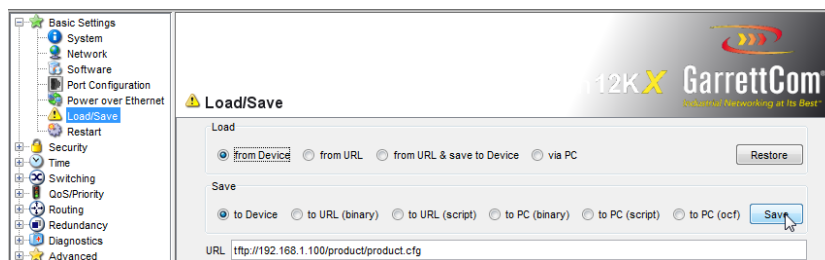 Basic Settings
System
Network
Software
Port Configuration
Power over Ethernet
Load/Save
Restart
Security
Time
Switching
QoS/Priority
Routing
Redundancy
Diagnostics
Advanced
12KX GarrettCom
Industrial Networking at Its Best
Load/Save
Load
from Device from URL from URL & save to Device via PC Restore
Save
to Device to URL (binary) to URL (script) to PC (binary) to PC (script) to PC (ocf) Save
URL tftp://192.168.1.100/product/product.cfg